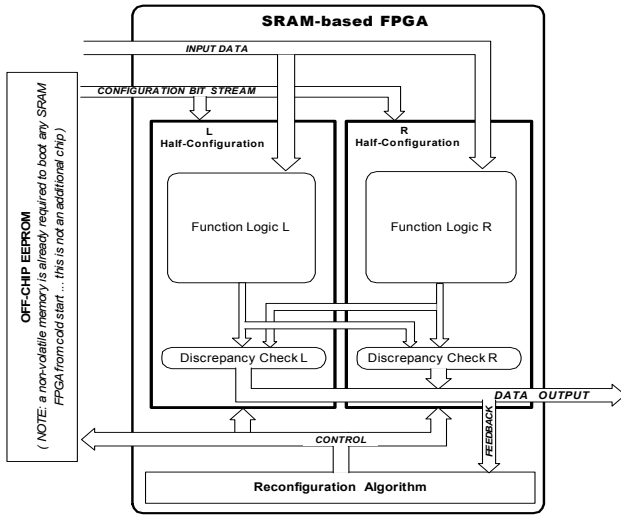 SRAM-based FPGA
INPUT DATA
CONFIGURATION BIT STREAM
OFF-CHIP EEPROM
( NOTE: a non-volatile memory is already required to boot any SRAM
FPGA from cold start ... this is not an additional chip )
L
Half-Configuration
R
Half-Configuration
Function Logic L
Function Logic R
Discrepancy Check L
Discrepancy Check R
DATA OUTPUT
FEEDBACK
CONTROL
Reconfiguration Algorithm